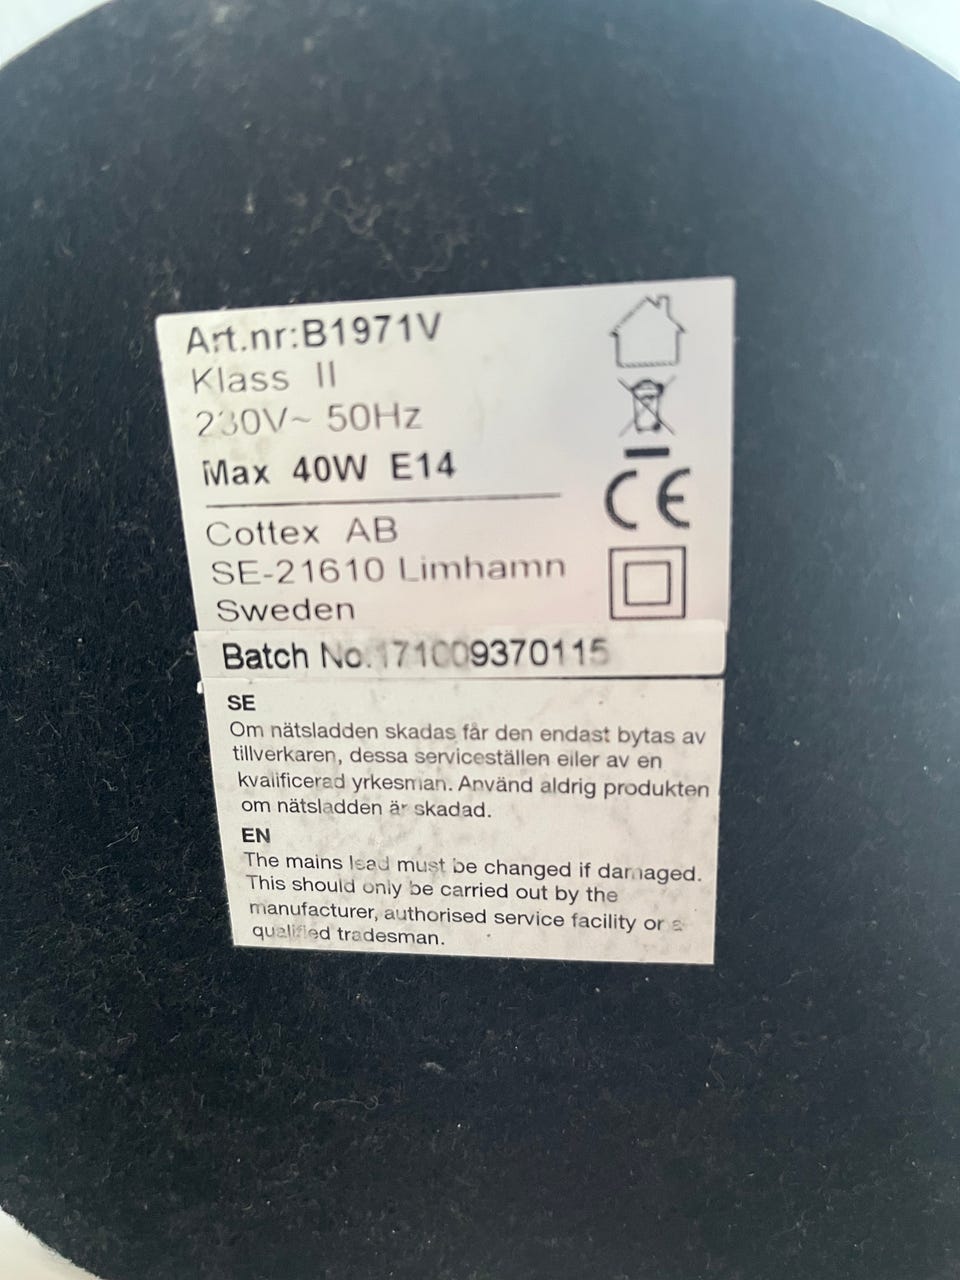 Art.nr:B1971V
Klass II
230V~ 50Hz
Max 40W E14
CE
Cottex AB
SE-21610 Limhamn
Sweden
Batch No.171009370115
SE
Om nätsladden skadas får den endast bytas av
tillverkaren, dessa serviceställen eller av en
kvalificerad yrkesman. Använd aldrig produkten
om nätsladden är skadad.
EN
The mains lead must be changed if damaged.
This should only be carried out by the
manufacturer, authorised service facility or a
qualified tradesman.